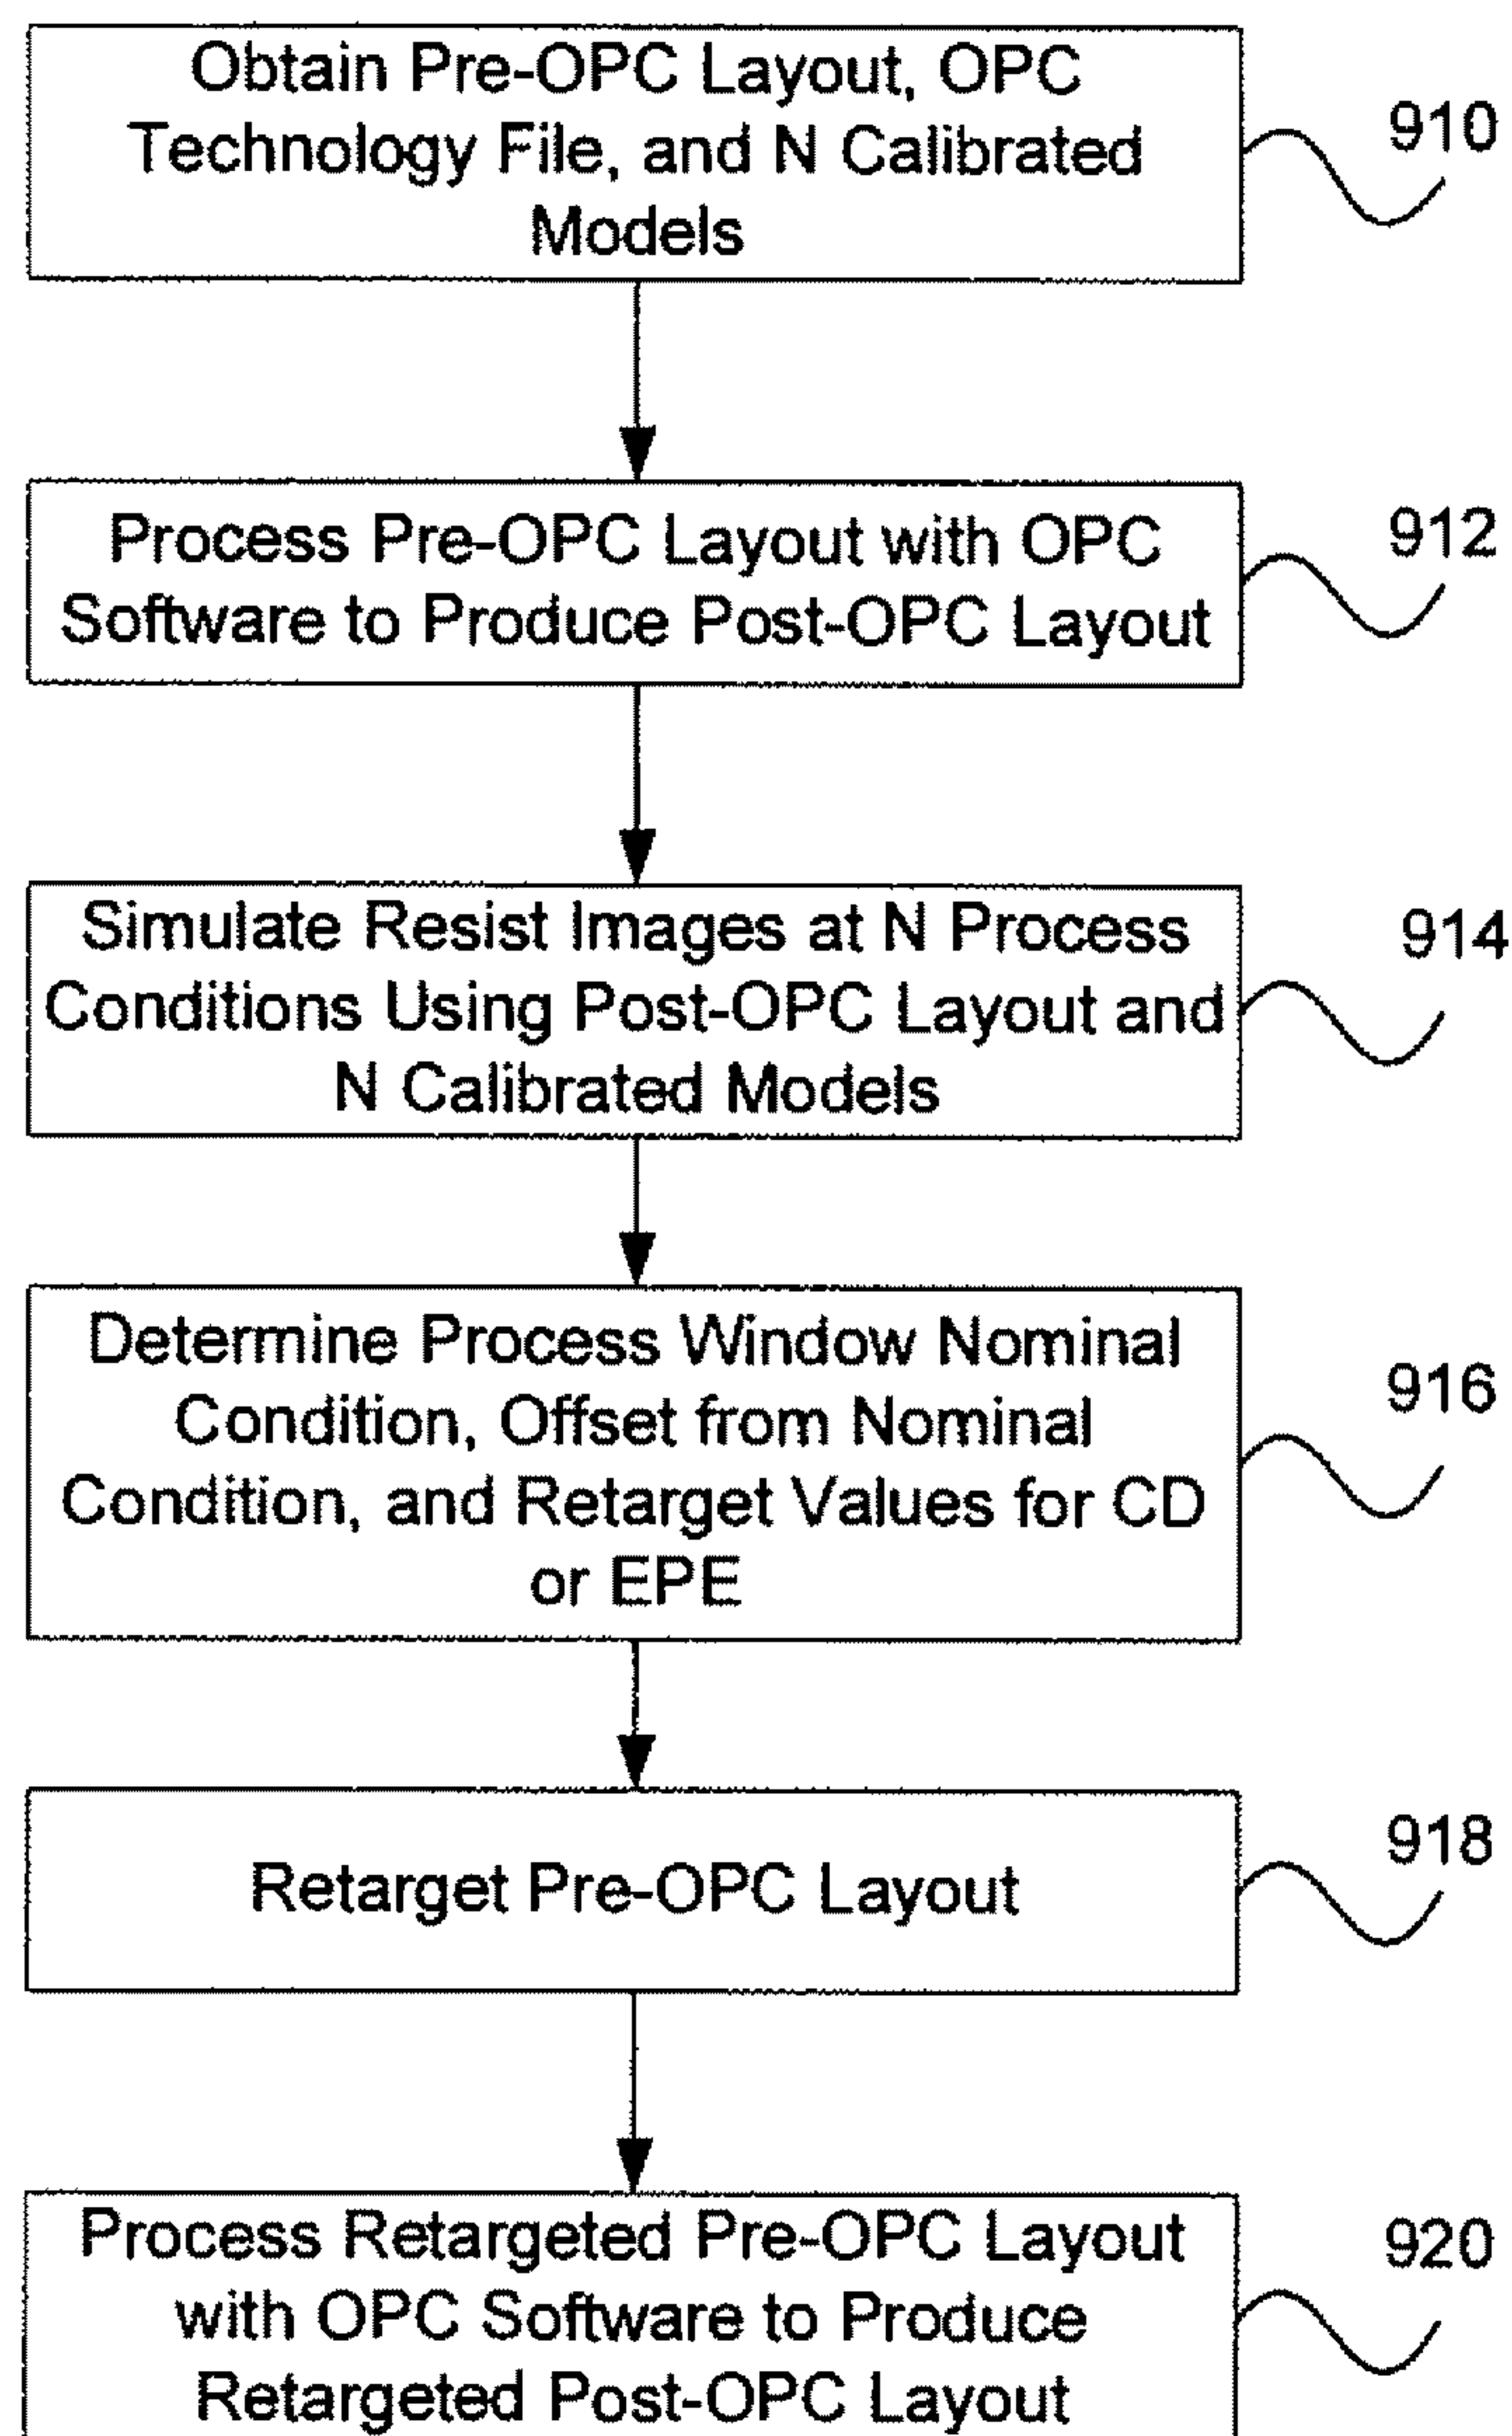 Obtain Pre-OPC Layout, OPC
Technology File, and N Calibrated
Models
910
Process Pre-OPC Layout with OPC
Software to Produce Post-OPC Layout
912
Simulate Resist Images at N Process
Conditions Using Post-OPC Layout and
N Calibrated Models
914
Determine Process Window Nominal
Condition, Offset from Nominal
Condition, and Retarget Values for CD
or EPE
916
Retarget Pre-OPC Layout
918
Process Retargeted Pre-OPC Layout
with OPC Software to Produce
Retargeted Post-OPC Layout
920